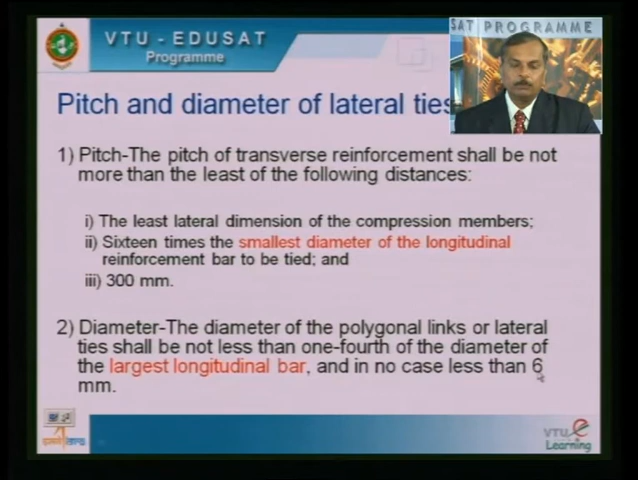 VTU - EDUSAT
Programme
SAT PROGRAMME
Pitch and diameter of lateral ties
1) Pitch-The pitch of transverse reinforcement shall be not
more than the least of the following distances:
i) The least lateral dimension of the compression members;
ii) Sixteen times the smallest diameter of the longitudinal
reinforcement bar to be tied; and
iii) 300 mm.
2) Diameter-The diameter of the polygonal links or lateral
ties shall be not less than one-fourth of the diameter of
the largest longitudinal bar, and in no case less than 6
mm.
VTU e
Learning